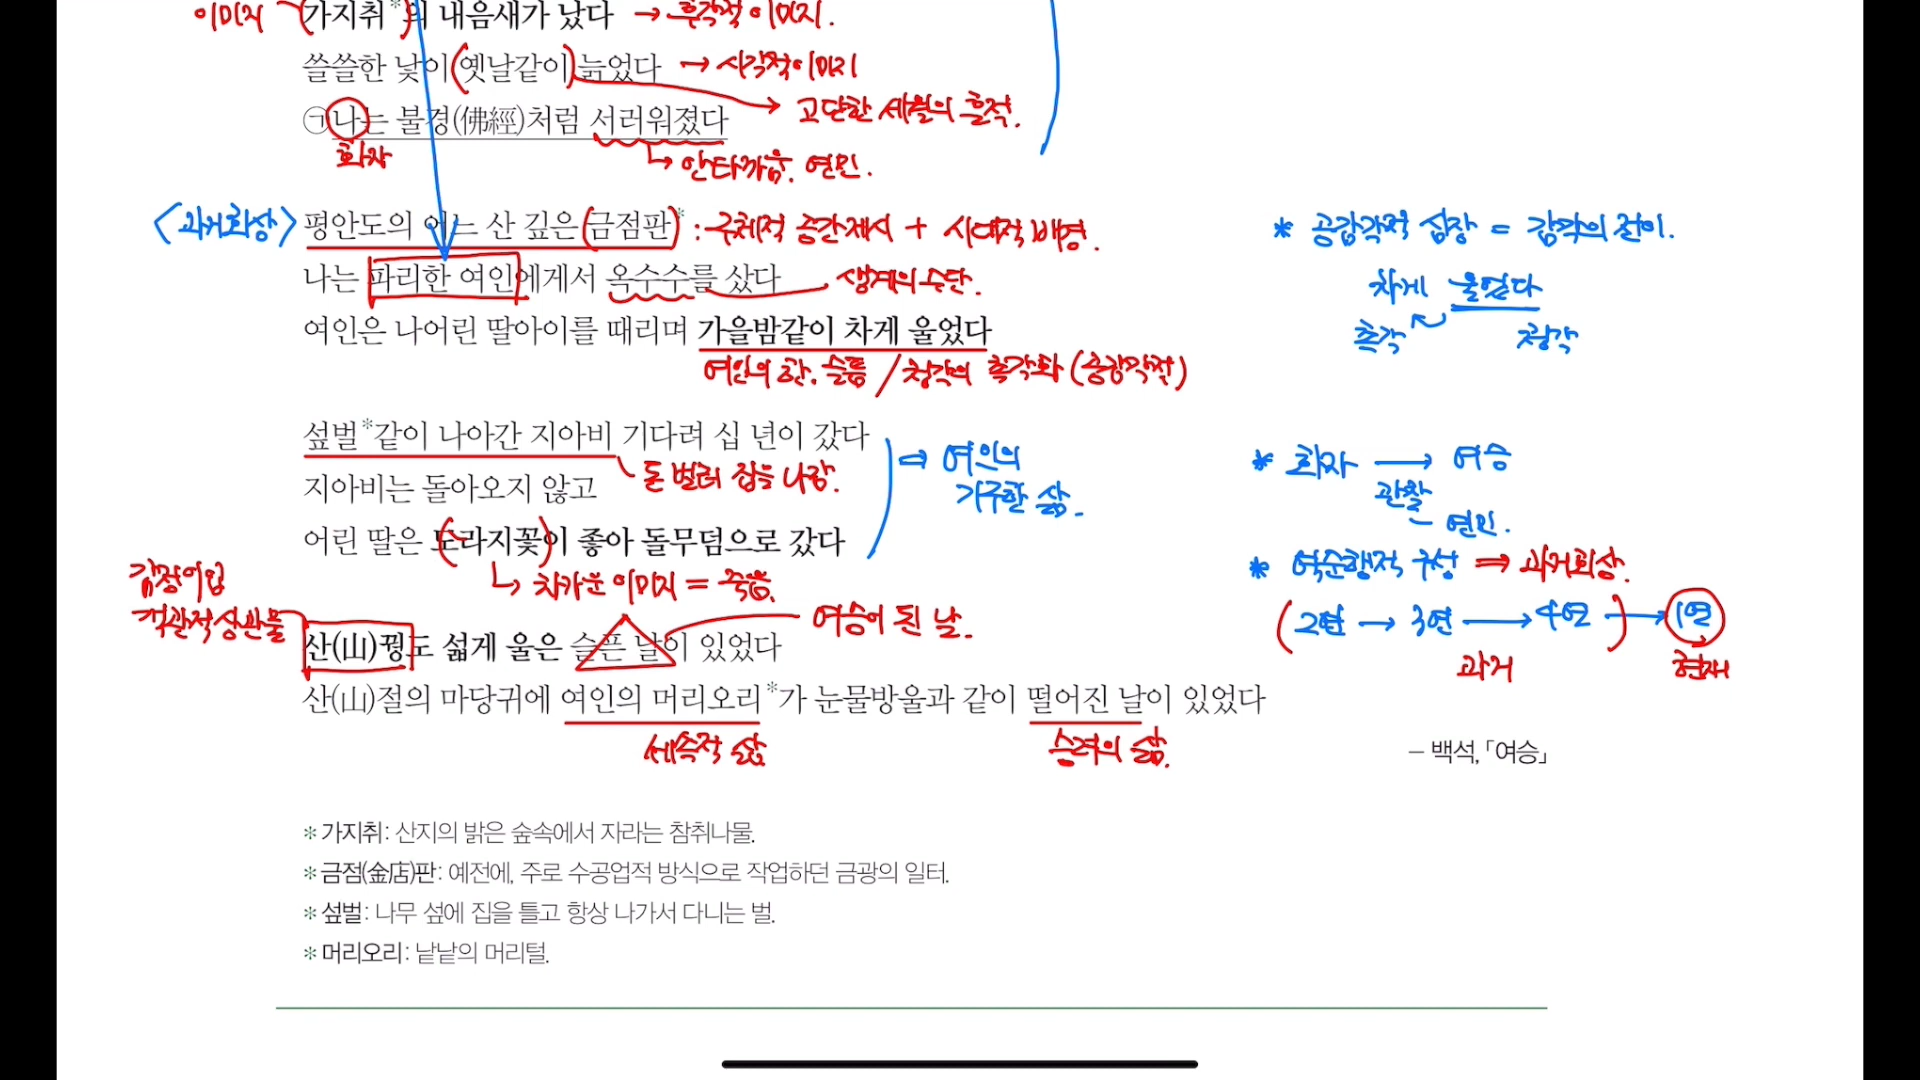 이미지 가지취*의 내음새가 났다 → 후각적 이미지.
쓸쓸한 낯이 옛날같이 늙었다 → 시각적 이미지
고단한 세월의 흔적.
㉠나는 불경(佛經)처럼 서러워졌다
화자
안타까움. 연민.
<과거회상> 평안도의 어느 산 깊은 금점판* : 구체적 공간제시 + 시대적 배경.
* 공감각적 심상 = 감각의 전이.
나는 파리한 여인에게서 옥수수를 샀다 생계의 수단.
차게 울었다
촉각 청각
여인은 나어린 딸아이를 때리며 가을밤같이 차게 울었다
여인의 한. 슬픔 / 청각의 촉각화 (공감각적)
섶벌*같이 나아간 지아비 기다려 십 년이 갔다
돈 벌러 집을 나감.
지아비는 돌아오지 않고
⇨ 여인의
기구한 삶.
* 화자 → 여승
관찰
- 연민.
어린 딸은 도라지꽃이 좋아 돌무덤으로 갔다
차가운 이미지 = 죽음.
* 역순행적 구성 ⇒ 과거회상.
(2연 → 3연 → 4연) → 1연
과거 현재
감정이입
객관적상관물
여승이 된 날.
산(山)꿩도 섧게 울은 슬픈 날이 있었다
산(山)절의 마당귀에 여인의 머리오리*가 눈물방울과 같이 떨어진 날이 있었다
세속적 삶 승려의 삶.
– 백석, 「여승」
* 가지취: 산지의 밝은 숲속에서 자라는 참취나물.
* 금점(金店)판: 예전에, 주로 수공업적 방식으로 작업하던 금광의 일터.
* 섶벌: 나무 섶에 집을 틀고 항상 나가서 다니는 벌.
* 머리오리: 낱낱의 머리털.